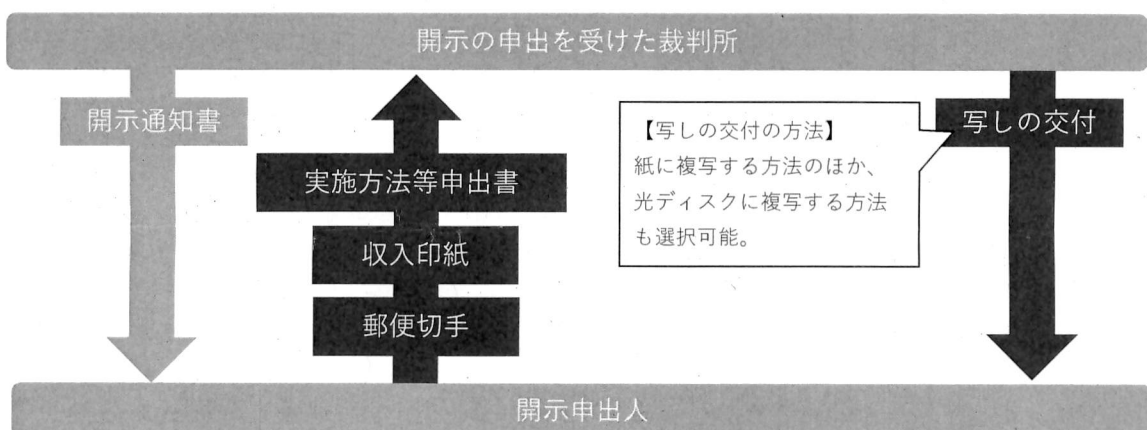 開示の申出を受けた裁判所
開示通知書
実施方法等申出書
収入印紙
郵便切手
【写しの交付の方法】
紙に複写する方法のほか、
光ディスクに複写する方法
も選択可能。
写しの交付
開示申出人